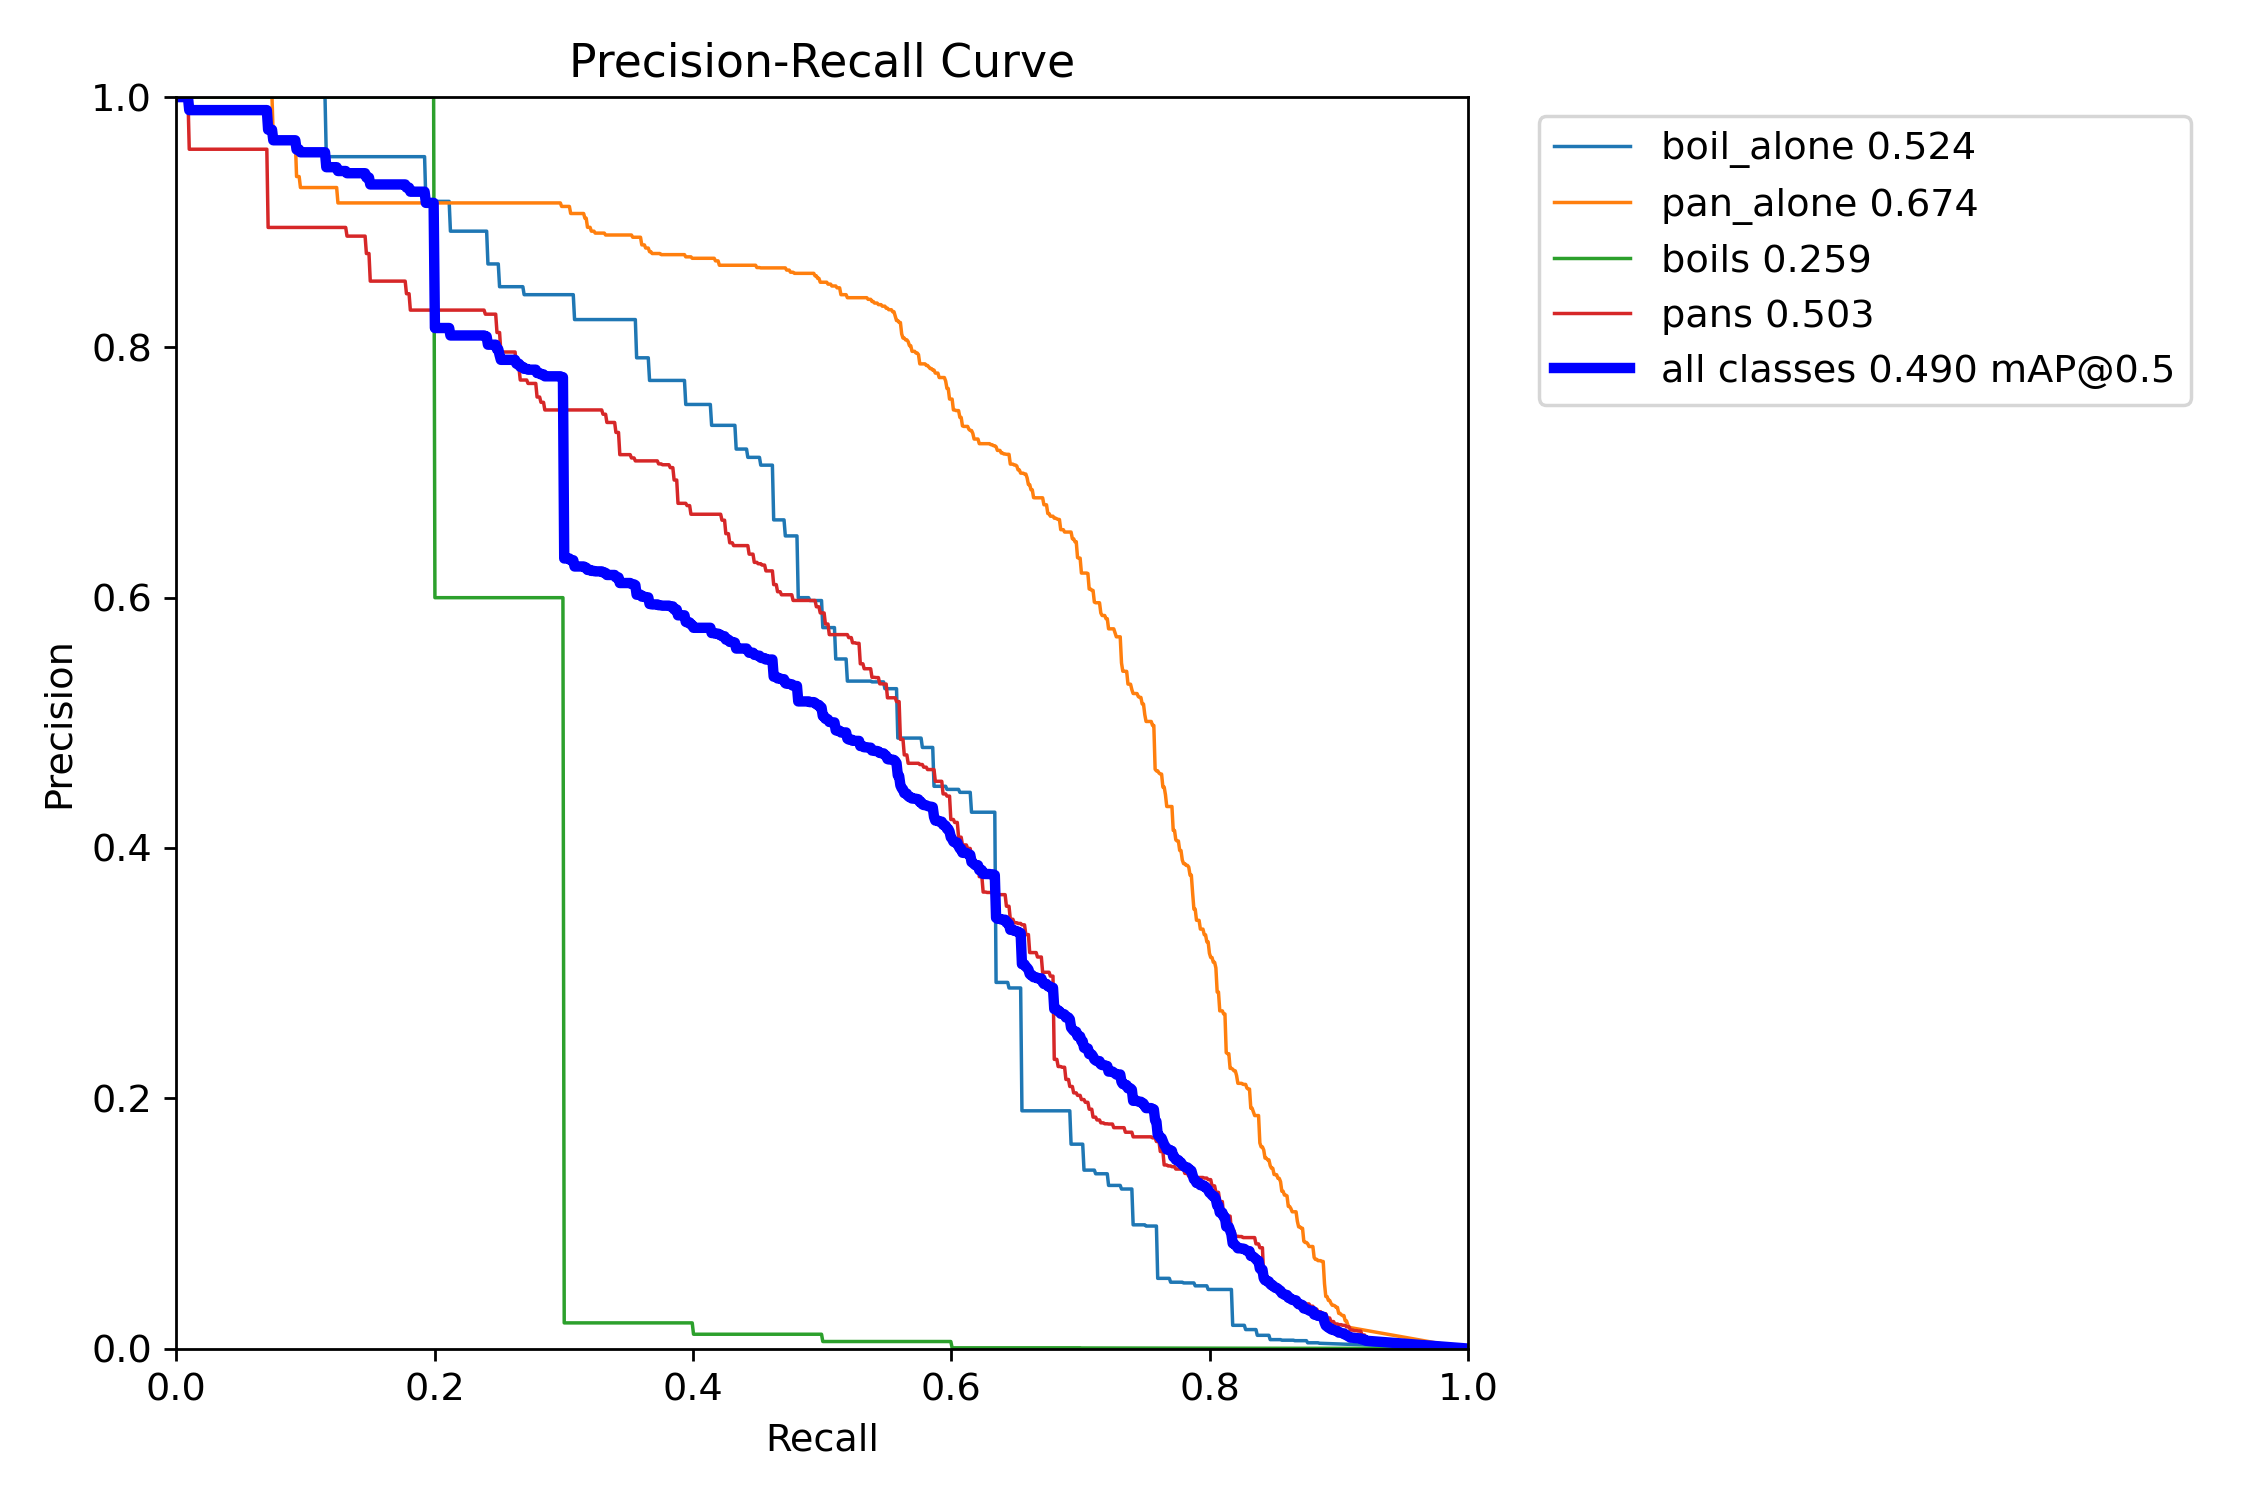 Precision-Recall Curve
1.0
0.8
0.6
0.4
0.2
0.0
Precision
0.0 0.2 0.4 0.6 0.8 1.0
Recall
boil_alone 0.524
pan_alone 0.674
boils 0.259
pans 0.503
all classes 0.490 mAP@0.5